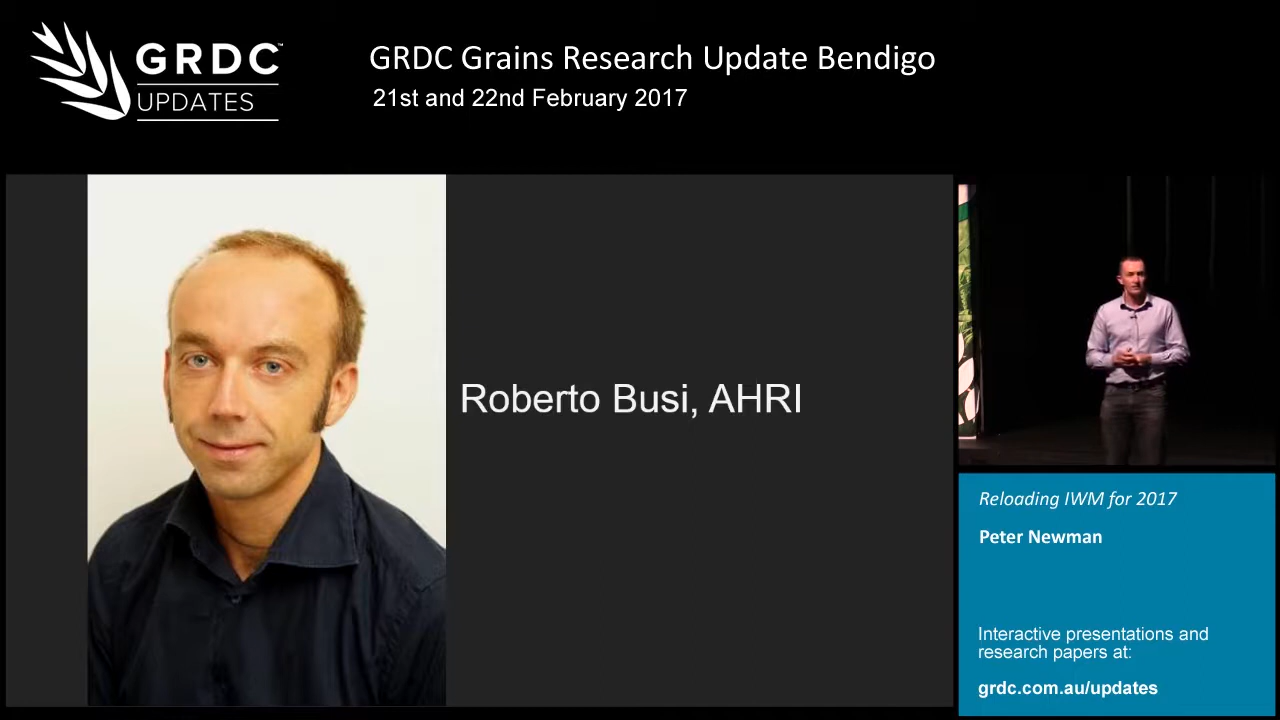 GRDC™
UPDATES
GRDC Grains Research Update Bendigo
21st and 22nd February 2017
Roberto Busi, AHRI
Reloading IWM for 2017
Peter Newman
Interactive presentations and
research papers at:
grdc.com.au/updates